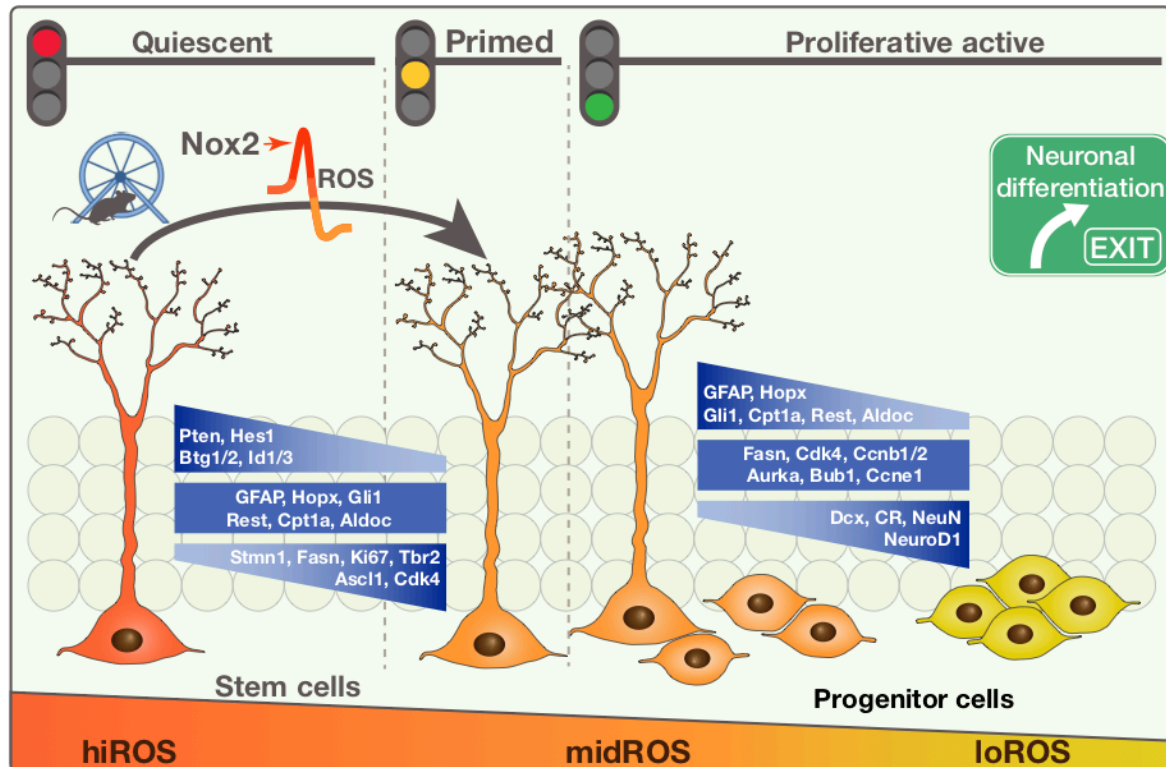 Quiescent
Primed
Proliferative active
Nox2
ROS
Neuronal
differentiation
EXIT
Pten, Hes1
Btg1/2, Id1/3
GFAP, Hopx, Gli1
Rest, Cpt1a, Aldoc
Stmn1, Fasn, Ki67, Tbr2
Ascl1, Cdk4
GFAP, Hopx
Gli1, Cpt1a, Rest, Aldoc
Fasn, Cdk4, Ccnb1/2
Aurka, Bub1, Ccne1
Dcx, CR, NeuN
NeuroD1
Stem cells
Progenitor cells
hiROS
midROS
loROS